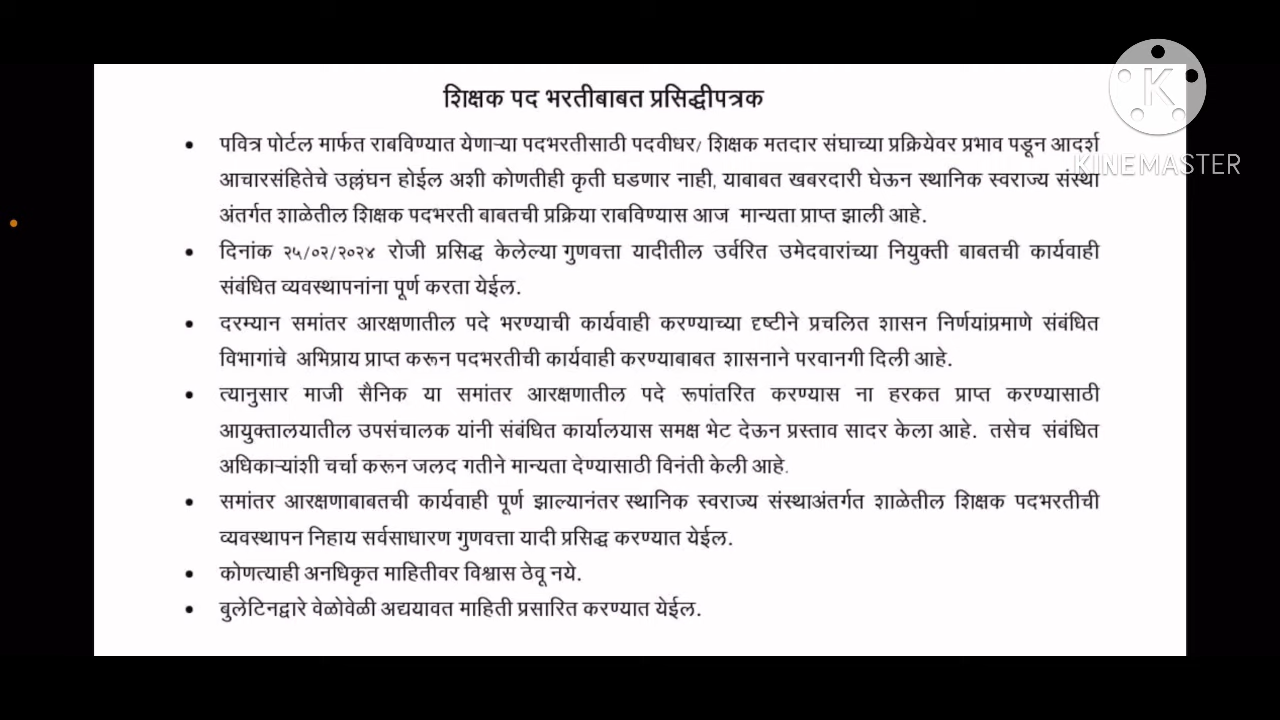 शिक्षक पद भरतीबाबत प्रसिद्धीपत्रक
• पवित्र पोर्टल मार्फत राबविण्यात येणाऱ्या पदभरतीसाठी पदवीधर/ शिक्षक मतदार संघाच्या प्रक्रियेवर प्रभाव पडून आदर्श
आचारसंहितेचे उल्लंघन होईल अशी कोणतीही कृती घडणार नाही, याबाबत खबरदारी घेऊन स्थानिक स्वराज्य संस्था
अंतर्गत शाळेतील शिक्षक पदभरती बाबतची प्रक्रिया राबविण्यास आज मान्यता प्राप्त झाली आहे.
• दिनांक २५/०२/२०२४ रोजी प्रसिद्ध केलेल्या गुणवत्ता यादीतील उर्वरित उमेदवारांच्या नियुक्ती बाबतची कार्यवाही
संबंधित व्यवस्थापनांना पूर्ण करता येईल.
• दरम्यान समांतर आरक्षणातील पदे भरण्याची कार्यवाही करण्याच्या दृष्टीने प्रचलित शासन निर्णयांप्रमाणे संबंधित
विभागांचे अभिप्राय प्राप्त करून पदभरतीची कार्यवाही करण्याबाबत शासनाने परवानगी दिली आहे.
• त्यानुसार माजी सैनिक या समांतर आरक्षणातील पदे रूपांतरित करण्यास ना हरकत प्राप्त करण्यासाठी
आयुक्तालयातील उपसंचालक यांनी संबंधित कार्यालयास समक्ष भेट देऊन प्रस्ताव सादर केला आहे. तसेच संबंधित
अधिकाऱ्यांशी चर्चा करून जलद गतीने मान्यता देण्यासाठी विनंती केली आहे.
• समांतर आरक्षणाबाबतची कार्यवाही पूर्ण झाल्यानंतर स्थानिक स्वराज्य संस्थाअंतर्गत शाळेतील शिक्षक पदभरतीची
व्यवस्थापन निहाय सर्वसाधारण गुणवत्ता यादी प्रसिद्ध करण्यात येईल.
• कोणत्याही अनधिकृत माहितीवर विश्वास ठेवू नये.
• बुलेटिनद्वारे वेळोवेळी अद्ययावत माहिती प्रसारित करण्यात येईल.
K
KINEMASTER